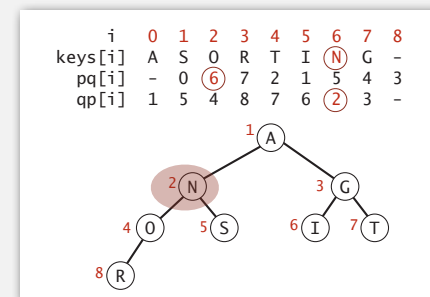 i 0 1 2 3 4 5 6 7 8
keys[i] A S O R T I N G -
pq[i] - 0 6 7 2 1 5 4 3
qp[i] 1 5 4 8 7 6 2 3 -
1 A
2 N 3 G
4 O 5 S 6 I 7 T
8 R